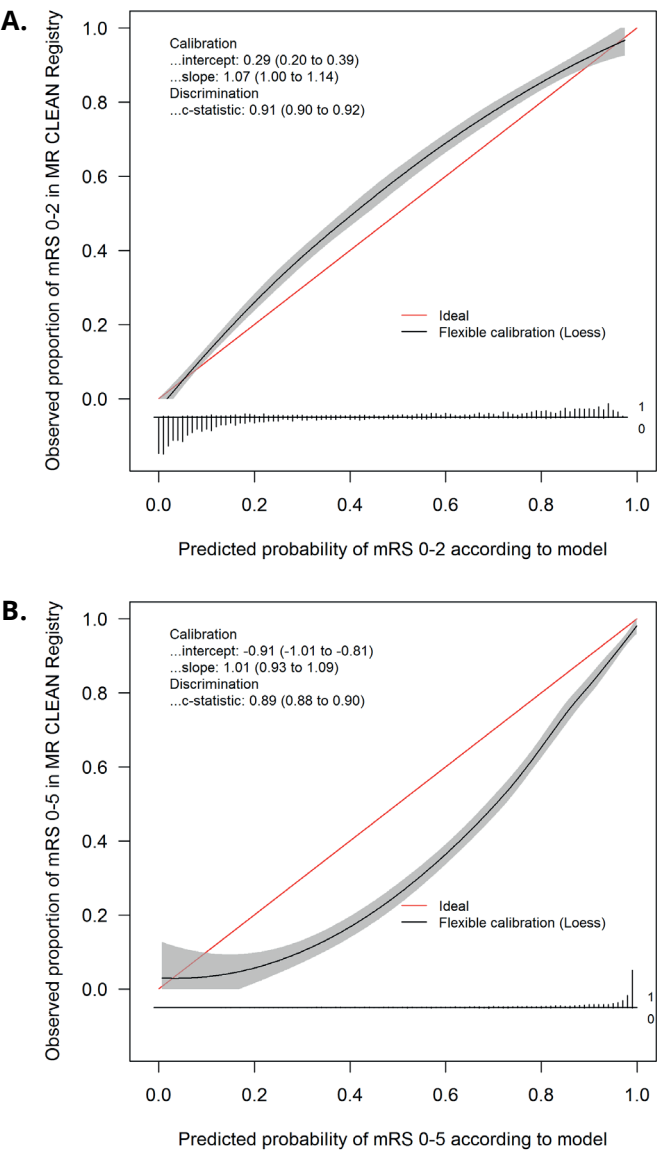 A.
Observed proportion of mRS 0-2 in MR CLEAN Registry
1.0
0.8
0.6
0.4
0.2
0.0
Calibration
...intercept: 0.29 (0.20 to 0.39)
...slope: 1.07 (1.00 to 1.14)
Discrimination
...c-statistic: 0.91 (0.90 to 0.92)
Ideal
Flexible calibration (Loess)
1
0
0.0 0.2 0.4 0.6 0.8 1.0
Predicted probability of mRS 0-2 according to model
B.
Observed proportion of mRS 0-5 in MR CLEAN Registry
1.0
0.8
0.6
0.4
0.2
0.0
Calibration
...intercept: -0.91 (-1.01 to -0.81)
...slope: 1.01 (0.93 to 1.09)
Discrimination
...c-statistic: 0.89 (0.88 to 0.90)
Ideal
Flexible calibration (Loess)
1
0
0.0 0.2 0.4 0.6 0.8 1.0
Predicted probability of mRS 0-5 according to model